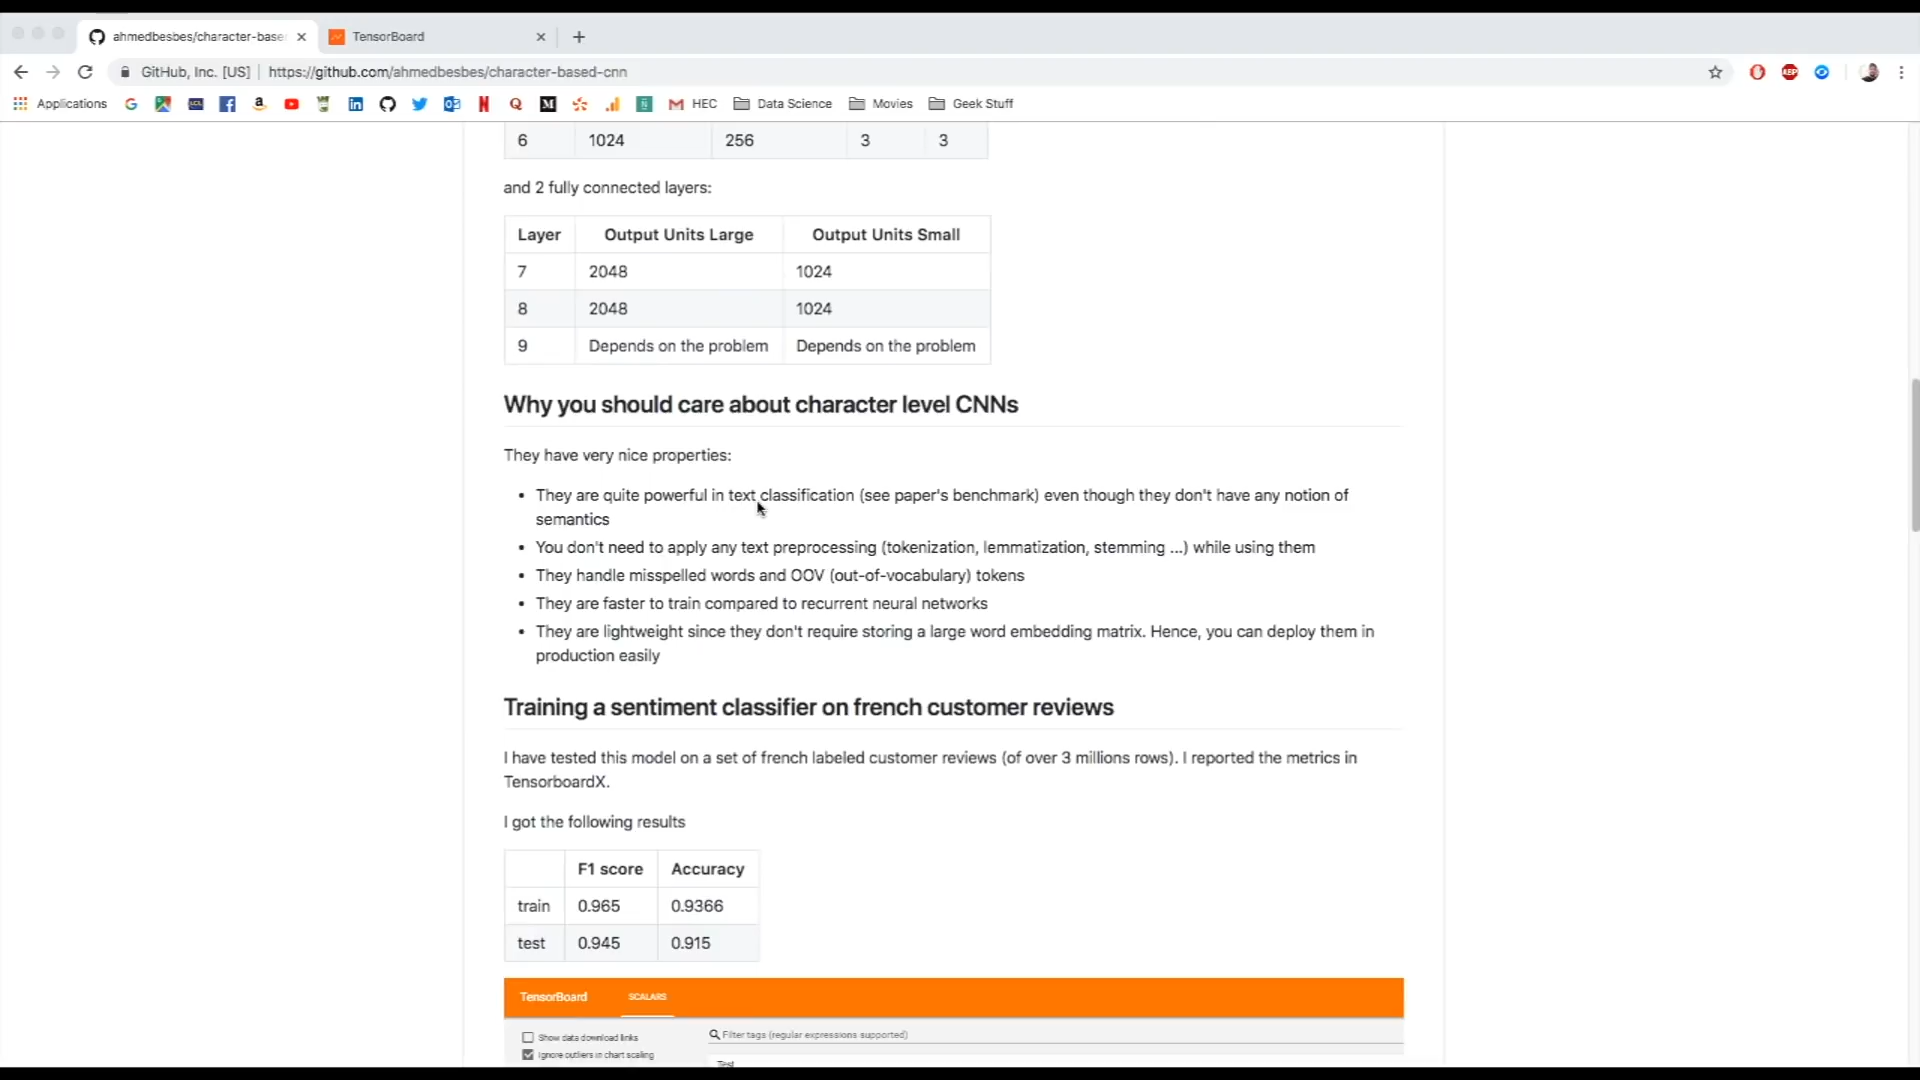 ahmedbesbes/character-base
TensorBoard
GitHub, Inc. [US] | https://github.com/ahmedbesbes/character-based-cnn
ABP
Applications
HEC
Data Science
Movies
Geek Stuff
6 1024 256 3 3
and 2 fully connected layers:
Layer Output Units Large Output Units Small
7 2048 1024
8 2048 1024
9 Depends on the problem Depends on the problem
Why you should care about character level CNNs
They have very nice properties:
• They are quite powerful in text classification (see paper's benchmark) even though they don't have any notion of
semantics
• You don't need to apply any text preprocessing (tokenization, lemmatization, stemming ...) while using them
• They handle misspelled words and OOV (out-of-vocabulary) tokens
• They are faster to train compared to recurrent neural networks
• They are lightweight since they don't require storing a large word embedding matrix. Hence, you can deploy them in
production easily
Training a sentiment classifier on french customer reviews
I have tested this model on a set of french labeled customer reviews (of over 3 millions rows). I reported the metrics in
TensorboardX.
I got the following results
F1 score Accuracy
train 0.965 0.9366
test 0.945 0.915
TensorBoard SCALARS
Show data download links
Filter tags (regular expressions supported)
Ignore outliers in chart scaling
Test